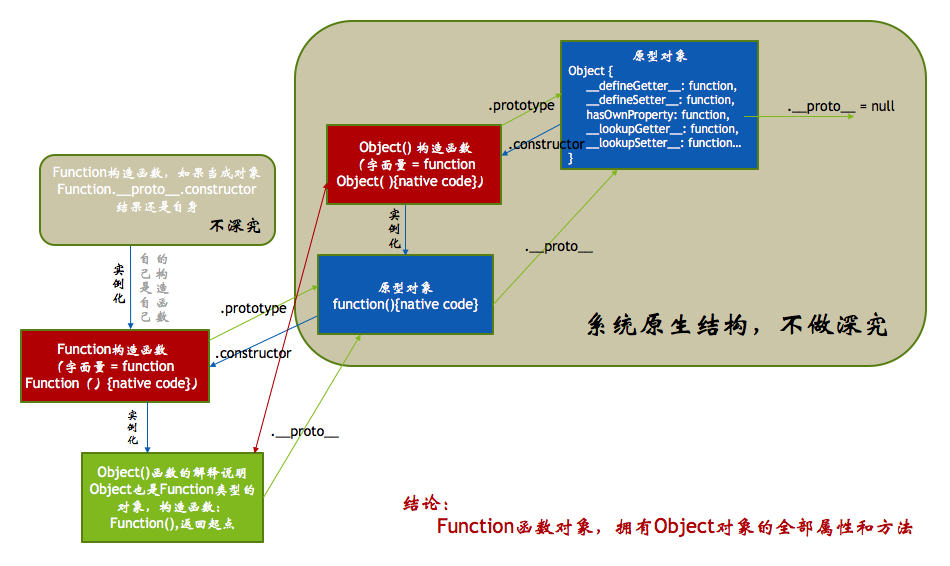 原型对象
Object {
__defineGetter__: function,
__defineSetter__: function,
hasOwnProperty: function,
__lookupGetter__: function,
__lookupSetter__: function...
}
.__proto__ = null
.prototype
.constructor
Object() 构造函数
（字面量 = function
Object( ){native code}）
实例化
原型对象
function(){native code}
.__proto__
系统原生结构，不做深究
Function构造函数，如果当成对象
Function.__proto__.constructor
结果还是自身
不深究
实例化
自己是自己
的构造函数
.prototype
.constructor
Function构造函数
（字面量 = function
Function（）{native code}）
实例化
.__proto__
Object()函数的解释说明
Object也是Function类型的
对象，构造函数：
Function(),返回起点
结论：
Function函数对象，拥有Object对象的全部属性和方法